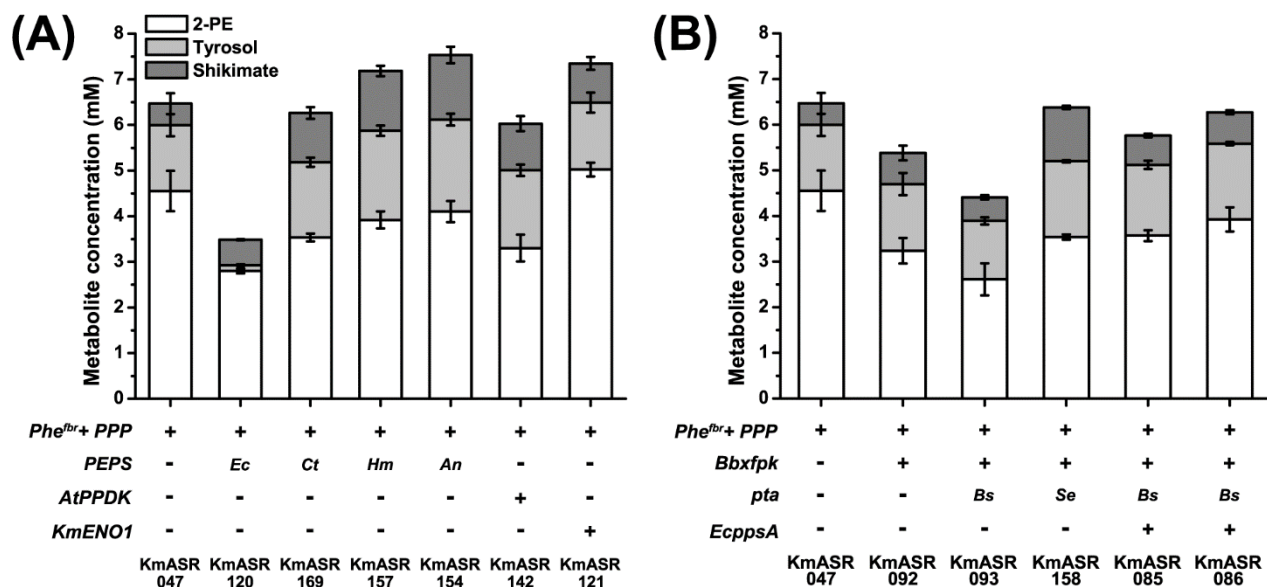 (A)
2-PE
Tyrosol
Shikimate
Metabolite concentration (mM)
8
7
6
5
4
3
2
1
0
Phe^fbr+ PPP + + + + + + +
PEPS - Ec Ct Hm An - -
AtPPDK - - - - - + -
KmENO1 - - - - - - +
KmASR KmASR KmASR KmASR KmASR KmASR KmASR
047 120 169 157 154 142 121
(B)
Metabolite concentration (mM)
8
7
6
5
4
3
2
1
0
Phe^fbr+ PPP + + + + + +
Bbxfpk - + + + + +
pta - - Bs Se Bs Bs
EcppsA - - - - + +
KmASR KmASR KmASR KmASR KmASR KmASR
047 092 093 158 085 086